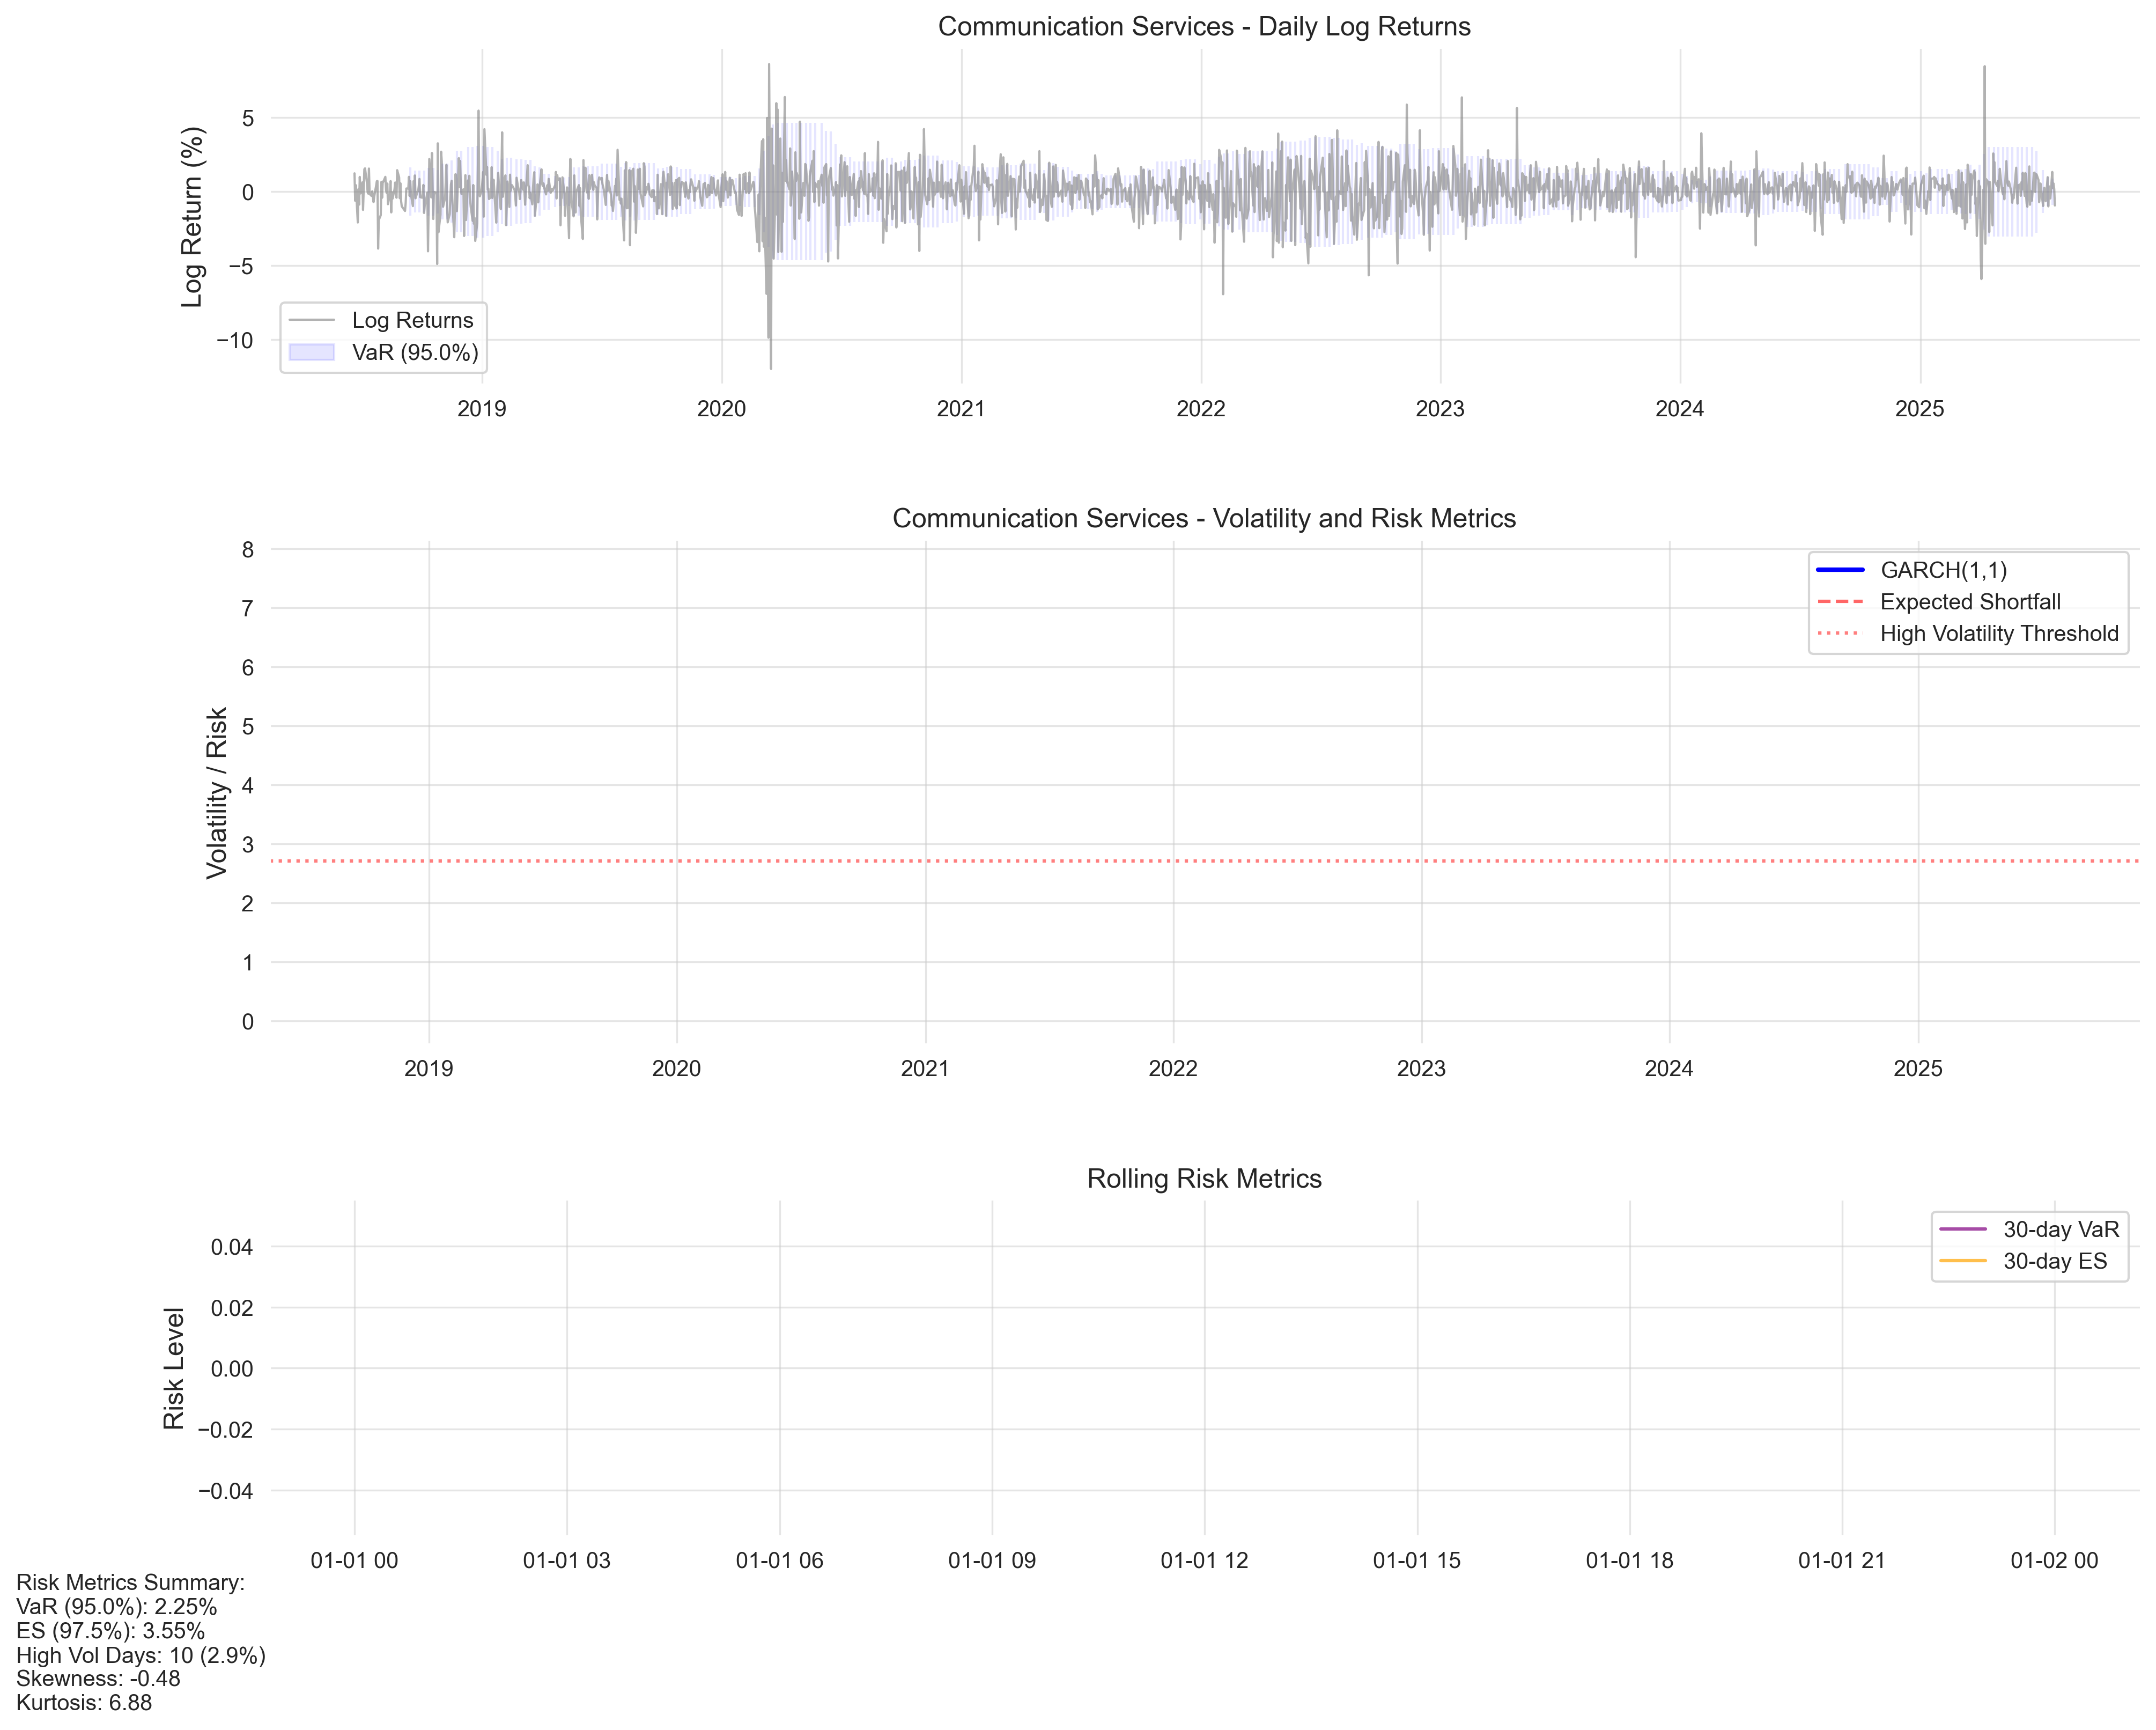 Communication Services - Daily Log Returns
Log Return (%)
5
0
−5
−10
Log Returns
VaR (95.0%)
2019 2020 2021 2022 2023 2024 2025
Communication Services - Volatility and Risk Metrics
Volatility / Risk
8
7
6
5
4
3
2
1
0
GARCH(1,1)
Expected Shortfall
High Volatility Threshold
2019 2020 2021 2022 2023 2024 2025
Rolling Risk Metrics
Risk Level
0.04
0.02
0.00
−0.02
−0.04
30-day VaR
30-day ES
01-01 00 01-01 03 01-01 06 01-01 09 01-01 12 01-01 15 01-01 18 01-01 21 01-02 00
Risk Metrics Summary:
VaR (95.0%): 2.25%
ES (97.5%): 3.55%
High Vol Days: 10 (2.9%)
Skewness: -0.48
Kurtosis: 6.88